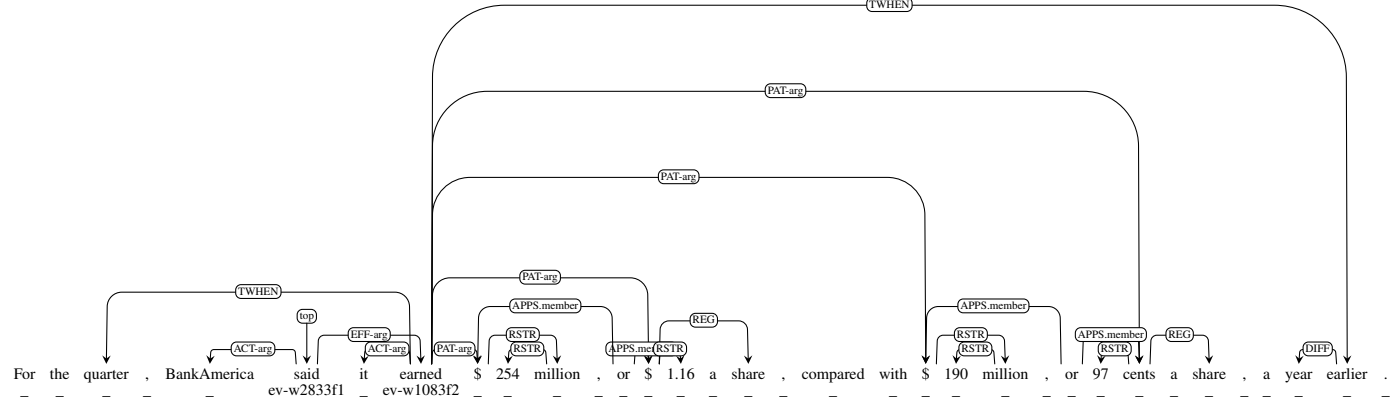 TWHEN
PAT-arg
PAT-arg
PAT-arg
TWHEN
APPS.member APPS.member
top REG
EFF-arg RSTR RSTR APPS.member REG
ACT-arg ACT-arg PAT-arg RSTR APPS.me RSTR RSTR RSTR DIFF
For the quarter , BankAmerica said it earned $ 254 million , or $ 1.16 a share , compared with $ 190 million , or 97 cents a share , a year earlier .
_ _ _ _ _ ev-w2833f1 _ ev-w1083f2 _ _ _ _ _ _ _ _ _ _ _ _ _ _ _ _ _ _ _ _ _ _ _ _ _ _